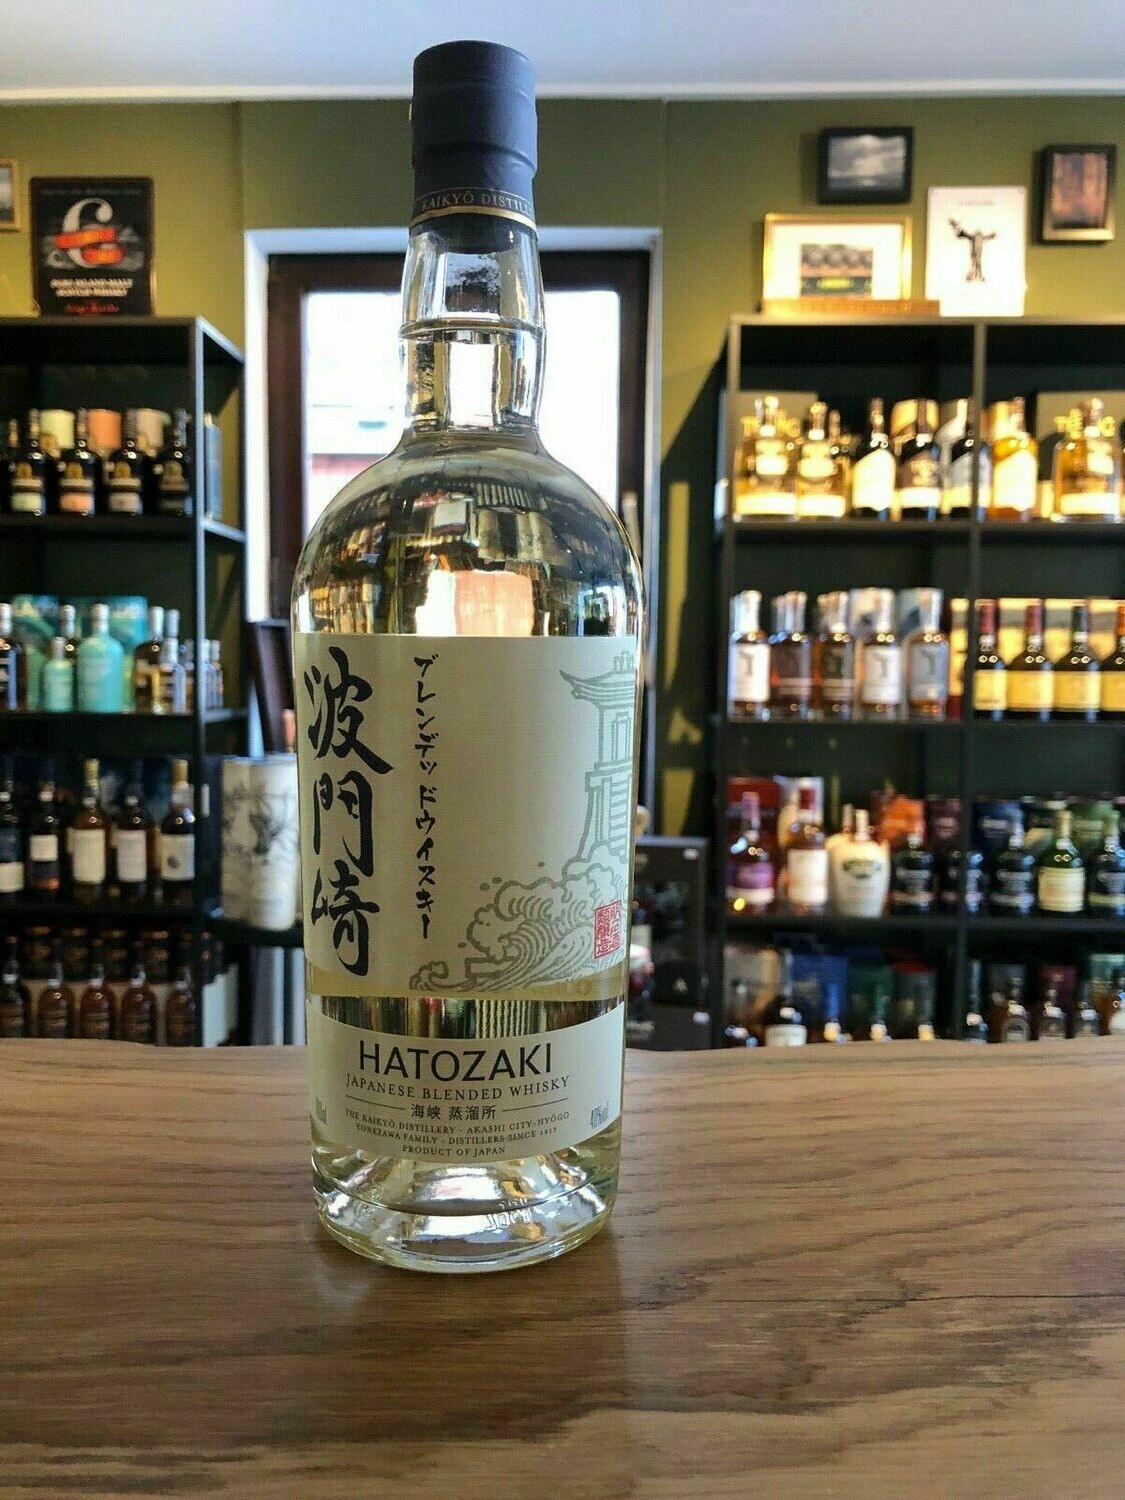 KAIKYŌ DISTILL
波門崎
ブレンデッドウイスキー
HATOZAKI
JAPANESE BLENDED WHISKY
海峡 蒸溜所
THE KAIKYŌ DISTILLERY - AKASHI CITY-HYŌGO
YONEZAWA FAMILY - DISTILLERS SINCE 1917
PRODUCT OF JAPAN
40%vol